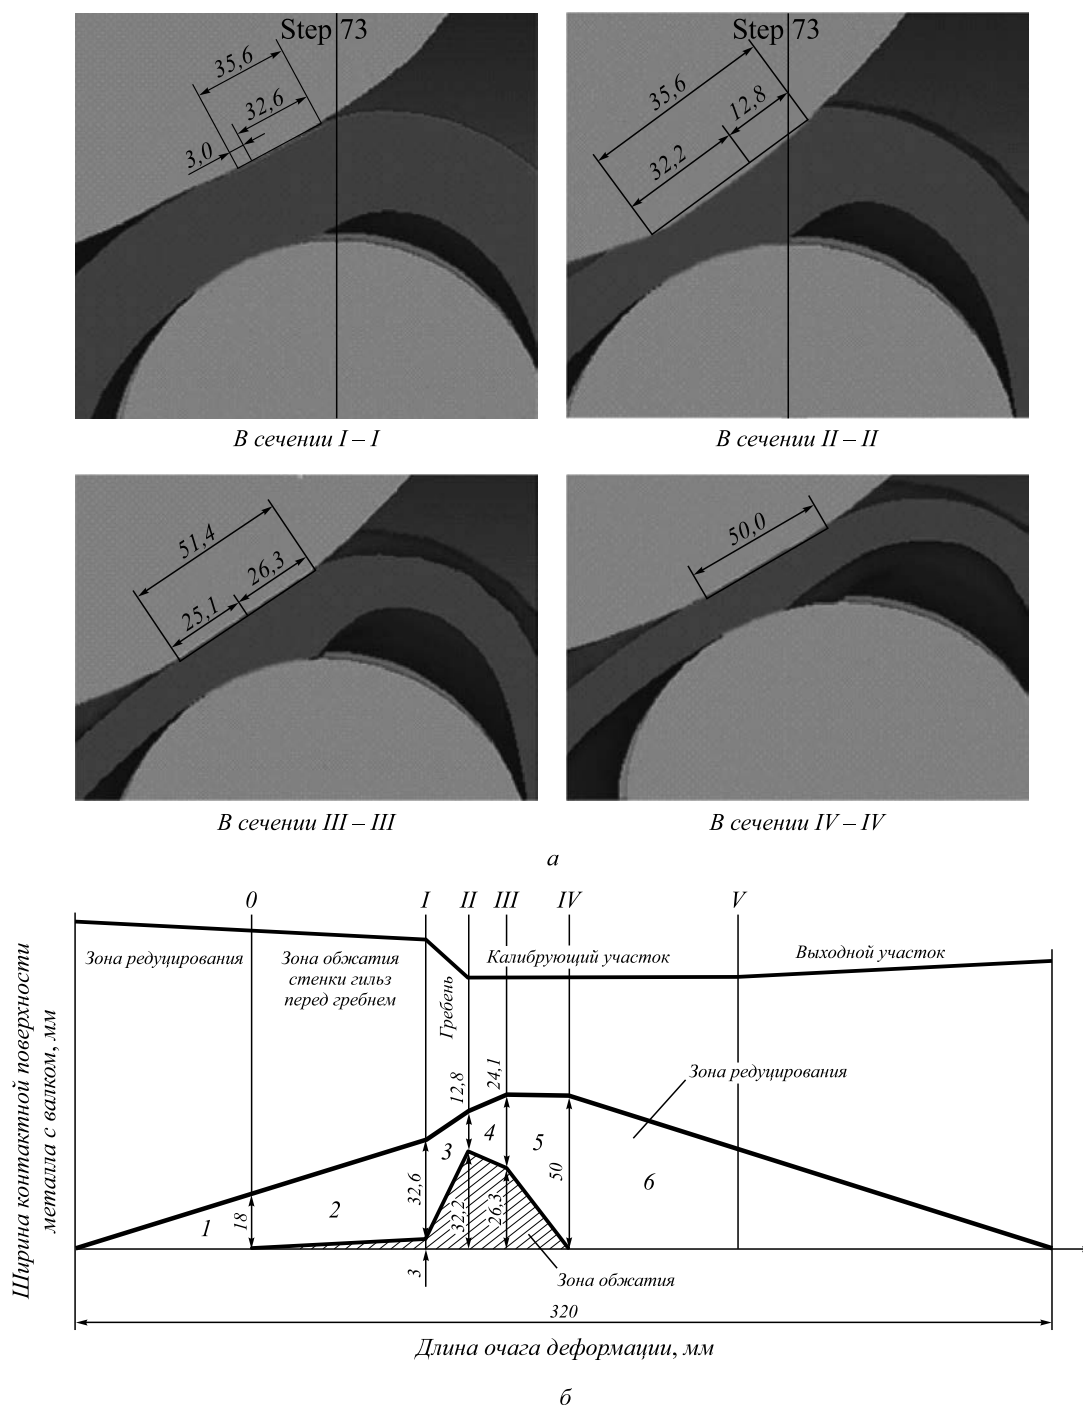 Step 73
35,6
32,6
3,0
Step 73
35,6
12,8
32,2
В сечении I – I
В сечении II – II
51,4
26,3
25,1
50,0
В сечении III – III
В сечении IV – IV
а
0
I
II
III
IV
V
Ширина контактной поверхности
металла с валком, мм
Зона редуцирования
Зона обжатия
стенки гильз
перед гребнем
Гребень
Калибрующий участок
Выходной участок
12,8
24,1
Зона редуцирования
1
2
3
4
5
6
18
32,6
32,2
26,3
50
3
Зона обжатия
320
Длина очага деформации, мм
б